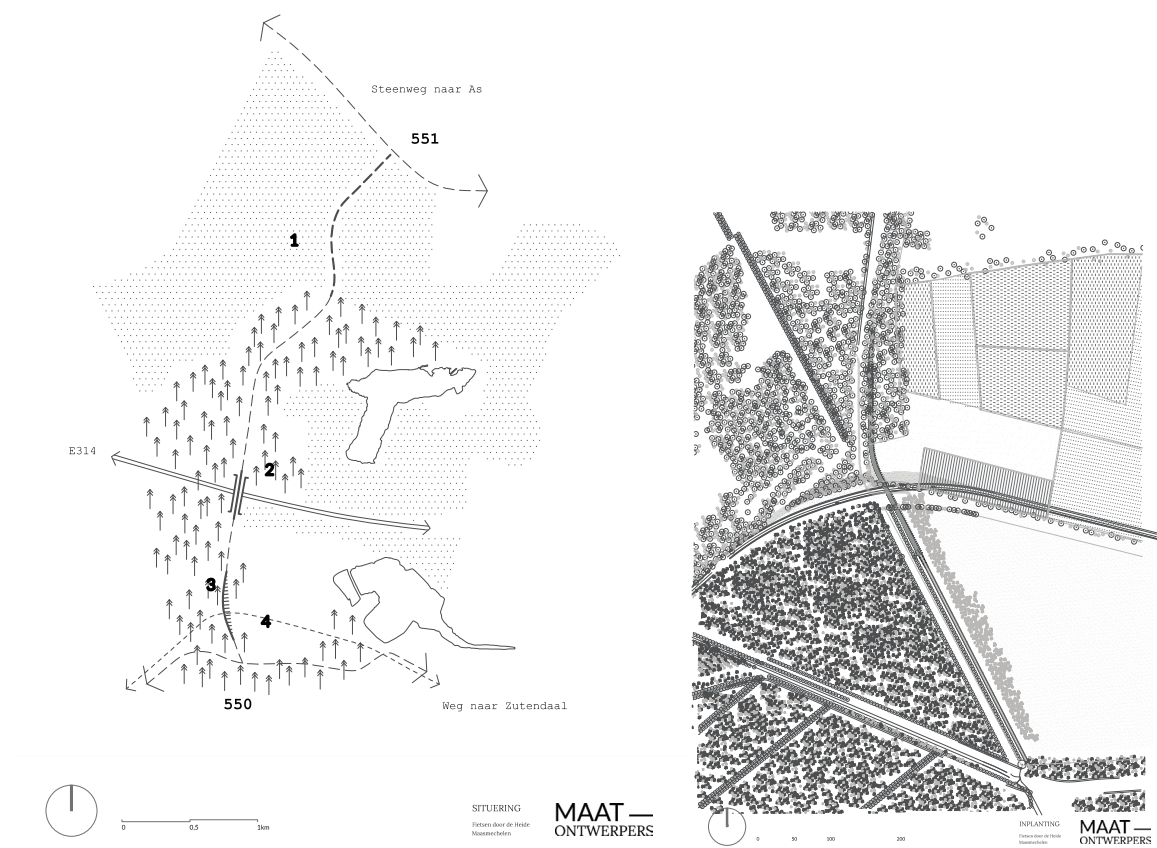 Steenweg naar As
551
1
E314
2
3
4
550
Weg naar Zutendaal
0 0.5 1km
SITUERING
Fietsen door de Heide
Maasmechelen
MAAT —
ONTWERPERS
0 50 100 200
INPLANTING
Fietsen door de Heide
Maasmechelen
MAAT —
ONTWERPERS